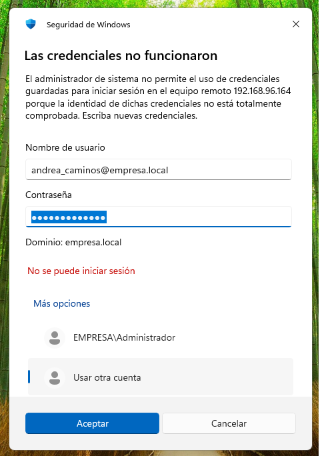 Seguridad de Windows
Las credenciales no funcionaron
El administrador de sistema no permite el uso de credenciales
guardadas para iniciar sesión en el equipo remoto 192.968.96.164
porque la identidad de dichas credenciales no está totalmente
comprobada. Escriba nuevas credenciales.
Nombre de usuario
andrea_caminos@empresa.local
Contraseña
Dominio: empresa.local
No se puede iniciar sesión
Más opciones
EMPRESA\Administrador
Usar otra cuenta
Aceptar
Cancelar